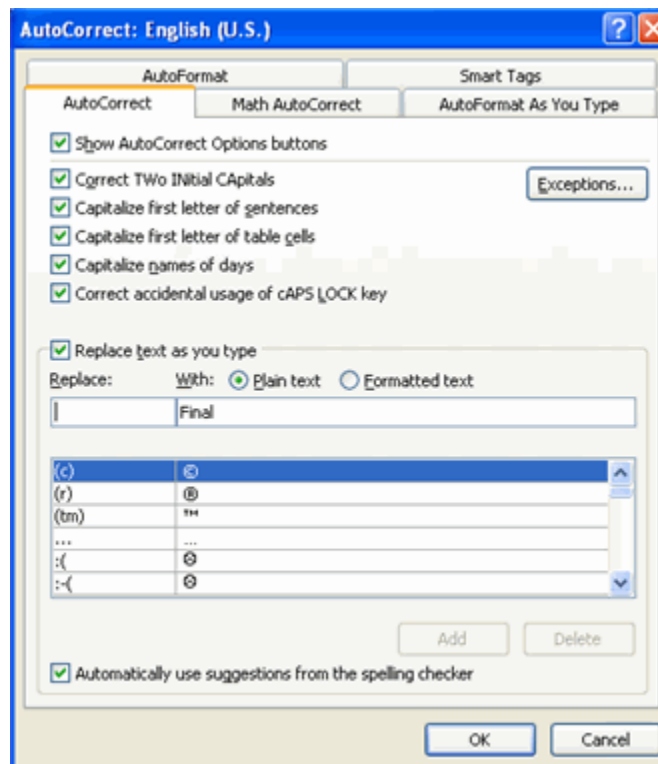 AutoCorrect: English (U.S.)
AutoFormat Smart Tags
AutoCorrect Math AutoCorrect AutoFormat As You Type
Show AutoCorrect Options buttons
Correct TWo INitial CApitals Exceptions...
Capitalize first letter of sentences
Capitalize first letter of table cells
Capitalize names of days
Correct accidental usage of cAPS LOCK key
Replace text as you type
Replace: With: Plain text Formatted text
Final
(c) ©
(r) ®
(tm) ™
... ...
:( ☹
:-( ☹
Add Delete
Automatically use suggestions from the spelling checker
OK Cancel